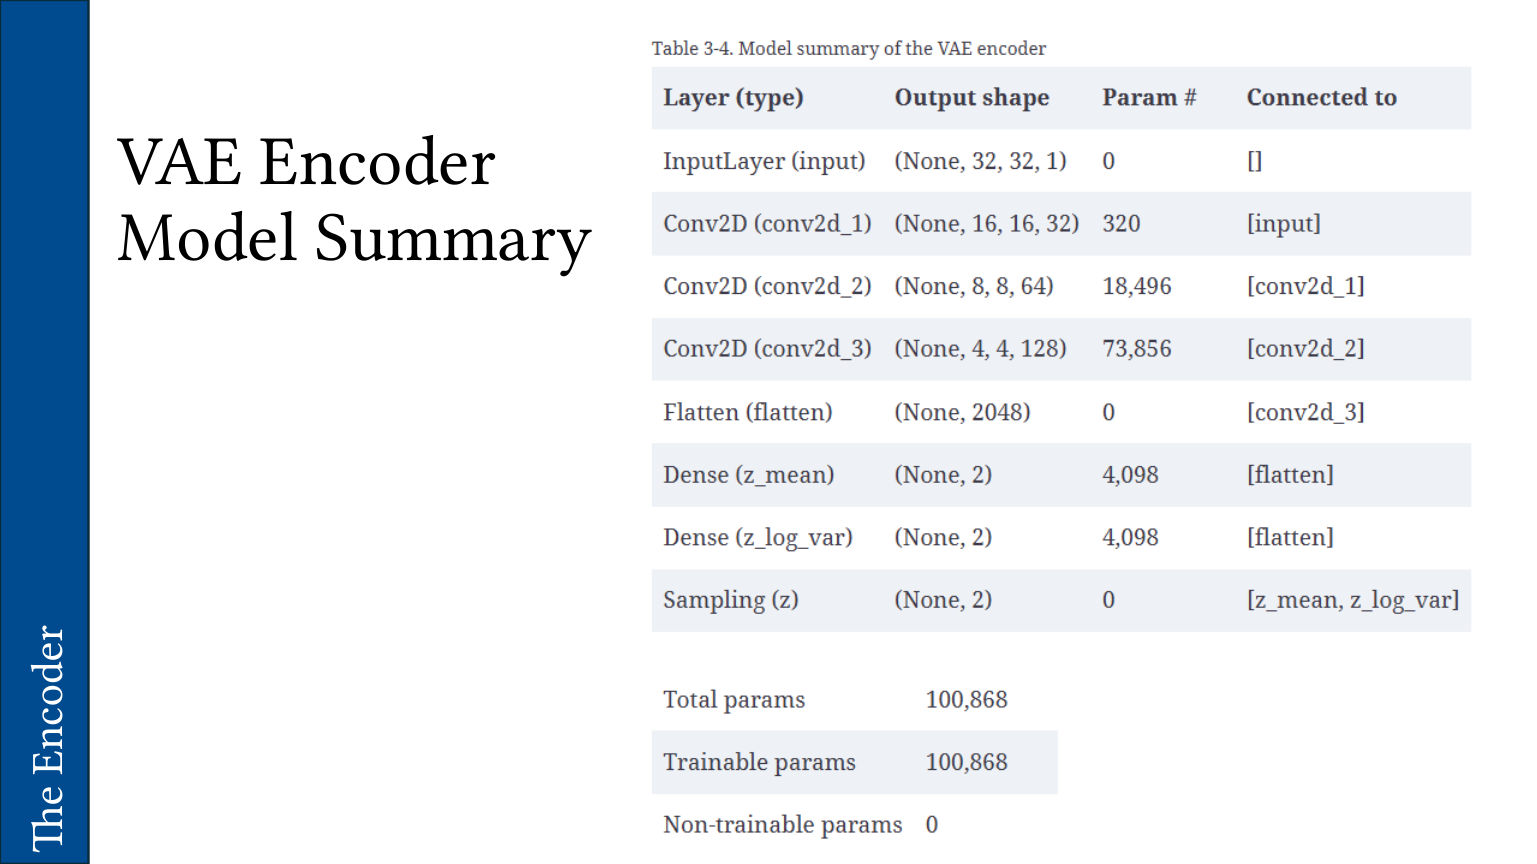 The Encoder
VAE Encoder
Model Summary
Table 3-4. Model summary of the VAE encoder
Layer (type) Output shape Param # Connected to
InputLayer (input) (None, 32, 32, 1) 0 []
Conv2D (conv2d_1) (None, 16, 16, 32) 320 [input]
Conv2D (conv2d_2) (None, 8, 8, 64) 18,496 [conv2d_1]
Conv2D (conv2d_3) (None, 4, 4, 128) 73,856 [conv2d_2]
Flatten (flatten) (None, 2048) 0 [conv2d_3]
Dense (z_mean) (None, 2) 4,098 [flatten]
Dense (z_log_var) (None, 2) 4,098 [flatten]
Sampling (z) (None, 2) 0 [z_mean, z_log_var]
Total params 100,868
Trainable params 100,868
Non-trainable params 0